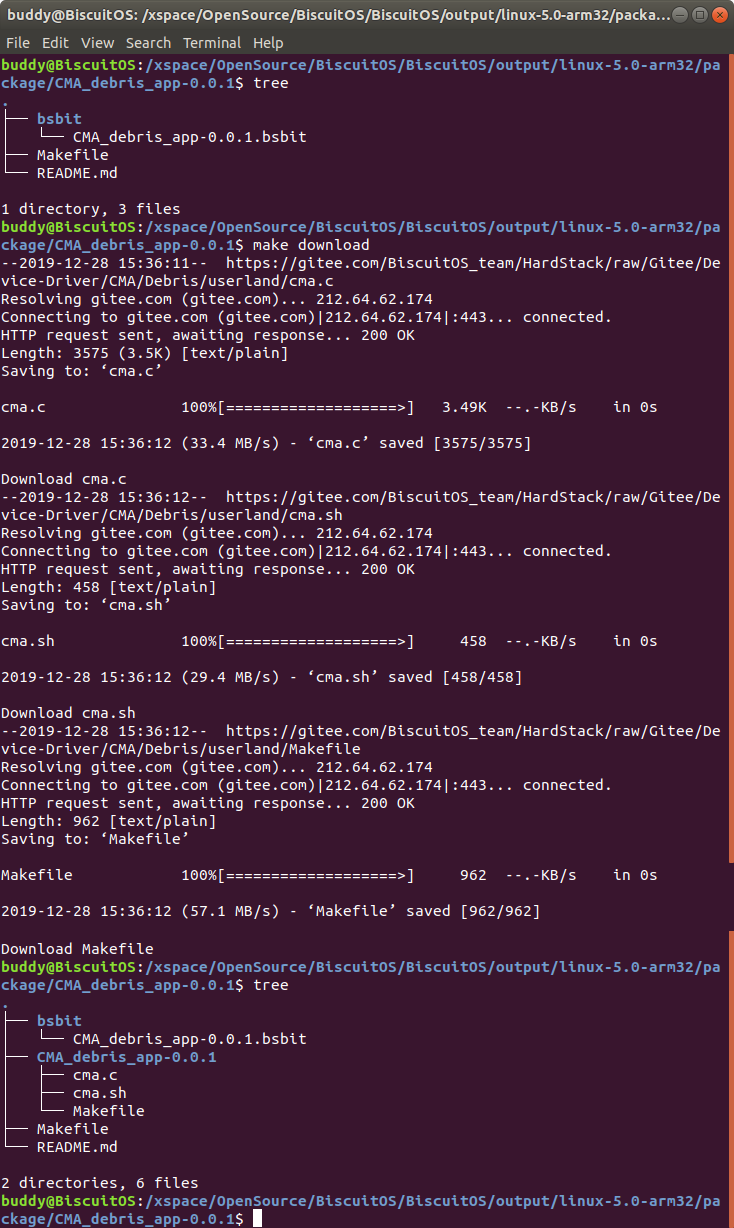 buddy@BiscuitOS: /xspace/OpenSource/BiscuitOS/BiscuitOS/output/linux-5.0-arm32/packa...
File Edit View Search Terminal Help
buddy@BiscuitOS:/xspace/OpenSource/BiscuitOS/BiscuitOS/output/linux-5.0-arm32/pa
ckage/CMA_debris_app-0.0.1$ tree
.
├── bsbit
│   └── CMA_debris_app-0.0.1.bsbit
├── Makefile
└── README.md
1 directory, 3 files
buddy@BiscuitOS:/xspace/OpenSource/BiscuitOS/BiscuitOS/output/linux-5.0-arm32/pa
ckage/CMA_debris_app-0.0.1$ make download
--2019-12-28 15:36:11--  https://gitee.com/BiscuitOS_team/HardStack/raw/Gitee/De
vice-Driver/CMA/Debris/userland/cma.c
Resolving gitee.com (gitee.com)... 212.64.62.174
Connecting to gitee.com (gitee.com)|212.64.62.174|:443... connected.
HTTP request sent, awaiting response... 200 OK
Length: 3575 (3.5K) [text/plain]
Saving to: ‘cma.c’
cma.c               100%[===================>]   3.49K  --.-KB/s    in 0s
2019-12-28 15:36:12 (33.4 MB/s) - ‘cma.c’ saved [3575/3575]
Download cma.c
--2019-12-28 15:36:12--  https://gitee.com/BiscuitOS_team/HardStack/raw/Gitee/De
vice-Driver/CMA/Debris/userland/cma.sh
Resolving gitee.com (gitee.com)... 212.64.62.174
Connecting to gitee.com (gitee.com)|212.64.62.174|:443... connected.
HTTP request sent, awaiting response... 200 OK
Length: 458 [text/plain]
Saving to: ‘cma.sh’
cma.sh              100%[===================>]     458  --.-KB/s    in 0s
2019-12-28 15:36:12 (29.4 MB/s) - ‘cma.sh’ saved [458/458]
Download cma.sh
--2019-12-28 15:36:12--  https://gitee.com/BiscuitOS_team/HardStack/raw/Gitee/De
vice-Driver/CMA/Debris/userland/Makefile
Resolving gitee.com (gitee.com)... 212.64.62.174
Connecting to gitee.com (gitee.com)|212.64.62.174|:443... connected.
HTTP request sent, awaiting response... 200 OK
Length: 962 [text/plain]
Saving to: ‘Makefile’
Makefile            100%[===================>]     962  --.-KB/s    in 0s
2019-12-28 15:36:12 (57.1 MB/s) - ‘Makefile’ saved [962/962]
Download Makefile
buddy@BiscuitOS:/xspace/OpenSource/BiscuitOS/BiscuitOS/output/linux-5.0-arm32/pa
ckage/CMA_debris_app-0.0.1$ tree
.
├── bsbit
│   └── CMA_debris_app-0.0.1.bsbit
├── CMA_debris_app-0.0.1
│   ├── cma.c
│   ├── cma.sh
│   └── Makefile
├── Makefile
└── README.md
2 directories, 6 files
buddy@BiscuitOS:/xspace/OpenSource/BiscuitOS/BiscuitOS/output/linux-5.0-arm32/pa
ckage/CMA_debris_app-0.0.1$